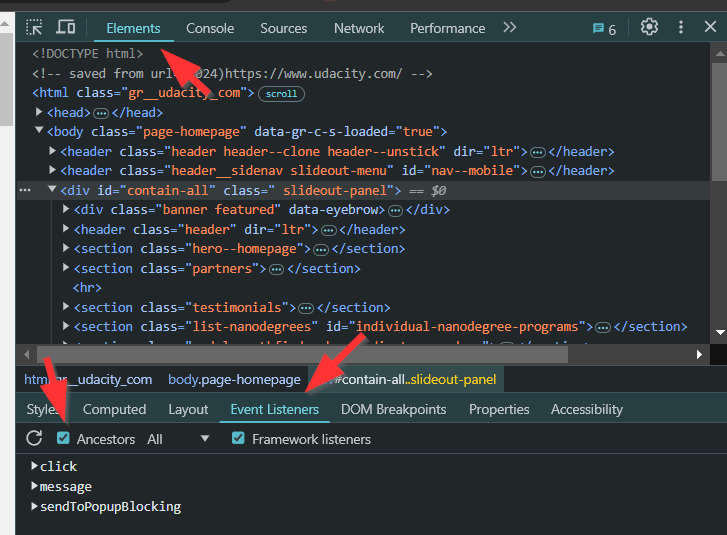 Elements Console Sources Network Performance 6
<!DOCTYPE html>
<!-- saved from url= 024)https://www.udacity.com/ -->
<html class="gr__udacity_com"> scroll
<head> </head>
<body class="page-homepage" data-gr-c-s-loaded="true">
<header class="header header--clone header--unstick" dir="ltr"> </header>
<header class="header__sidenav slideout-menu" id="nav--mobile"> </header>
<div id="contain-all" class=" slideout-panel"> == $0
<div class="banner featured" data-eyebrow> </div>
<header class="header" dir="ltr"> </header>
<section class="hero--homepage"> </section>
<section class="partners"> </section>
<hr>
<section class="testimonials"> </section>
<section class="list-nanodegrees" id="individual-nanodegree-programs"> </section>
gr__udacity_com body.page-homepage #contain-all..slideout-panel
Computed Layout Event Listeners DOM Breakpoints Properties Accessibility
Ancestors All Framework listeners
click
message
sendToPopupBlocking